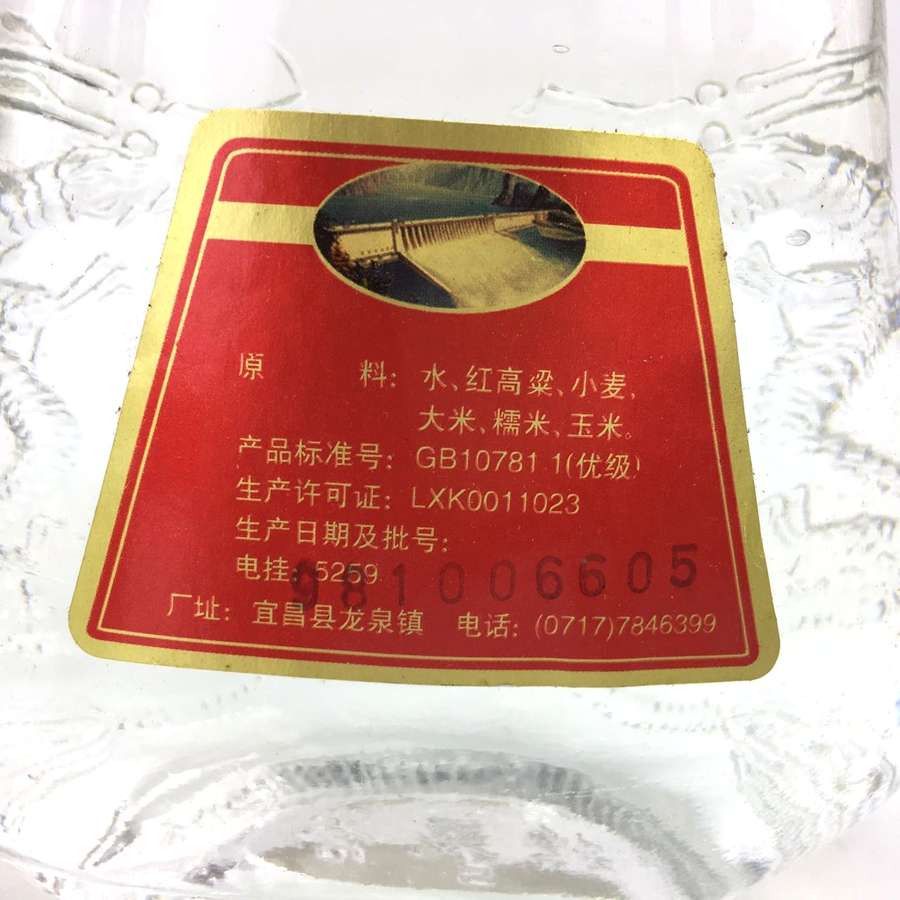 原 料：水、红高粱、小麦，
大米、糯米、玉米。
产品标准号：GB10781 1(优级)
生产许可证：LXK0011023
生产日期及批号：
981006605
电挂：5259
厂址：宜昌县龙泉镇 电话：(0717)7846399